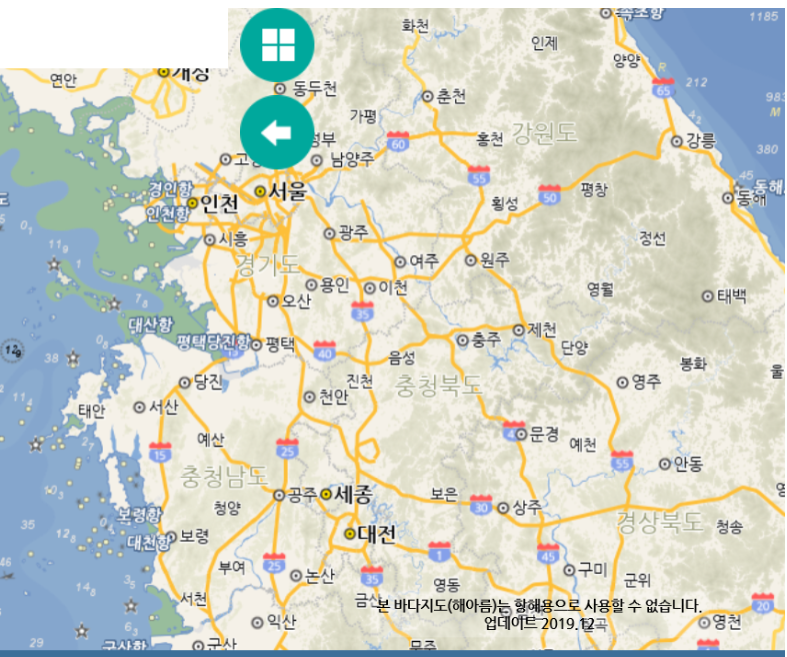 속초항
1185
화천
인제
양양
개성
연안
R
212
65
동두천
춘천
983
M
가평
60
홍천
강원도
강릉
380
남양주
45
55
50
평창
동해
경인항
서울
인천
인천항
횡성
광주
정선
시흥
경기도
여주
원주
용인
이천
영월
태백
오산
35
대산항
평택당진항
평택
15
40
충주
제천
단양
음성
38
봉화
울
당진
진천
충청북도
영주
천안
태안
서산
문경
예산
예천
15
25
55
안동
충청남도
공주
세종
보은
30
상주
경상북도
청송
청양
보령항
35
대전
대천항
보령
1
45
부여
25
논산
35
구미
군위
영동
서천
금산
본 바다지도(해아름)는 항해용으로 사용할 수 없습니다.
업데이트 2019.12
20
영천
익산
29
군산항
군산
무주